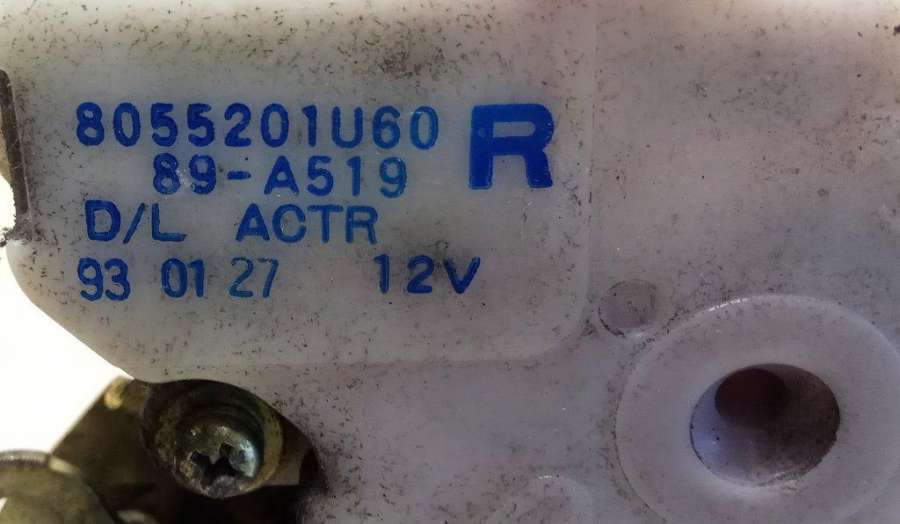 8055201U60 R
89-A519
D/L ACTR
93 01 27 12V